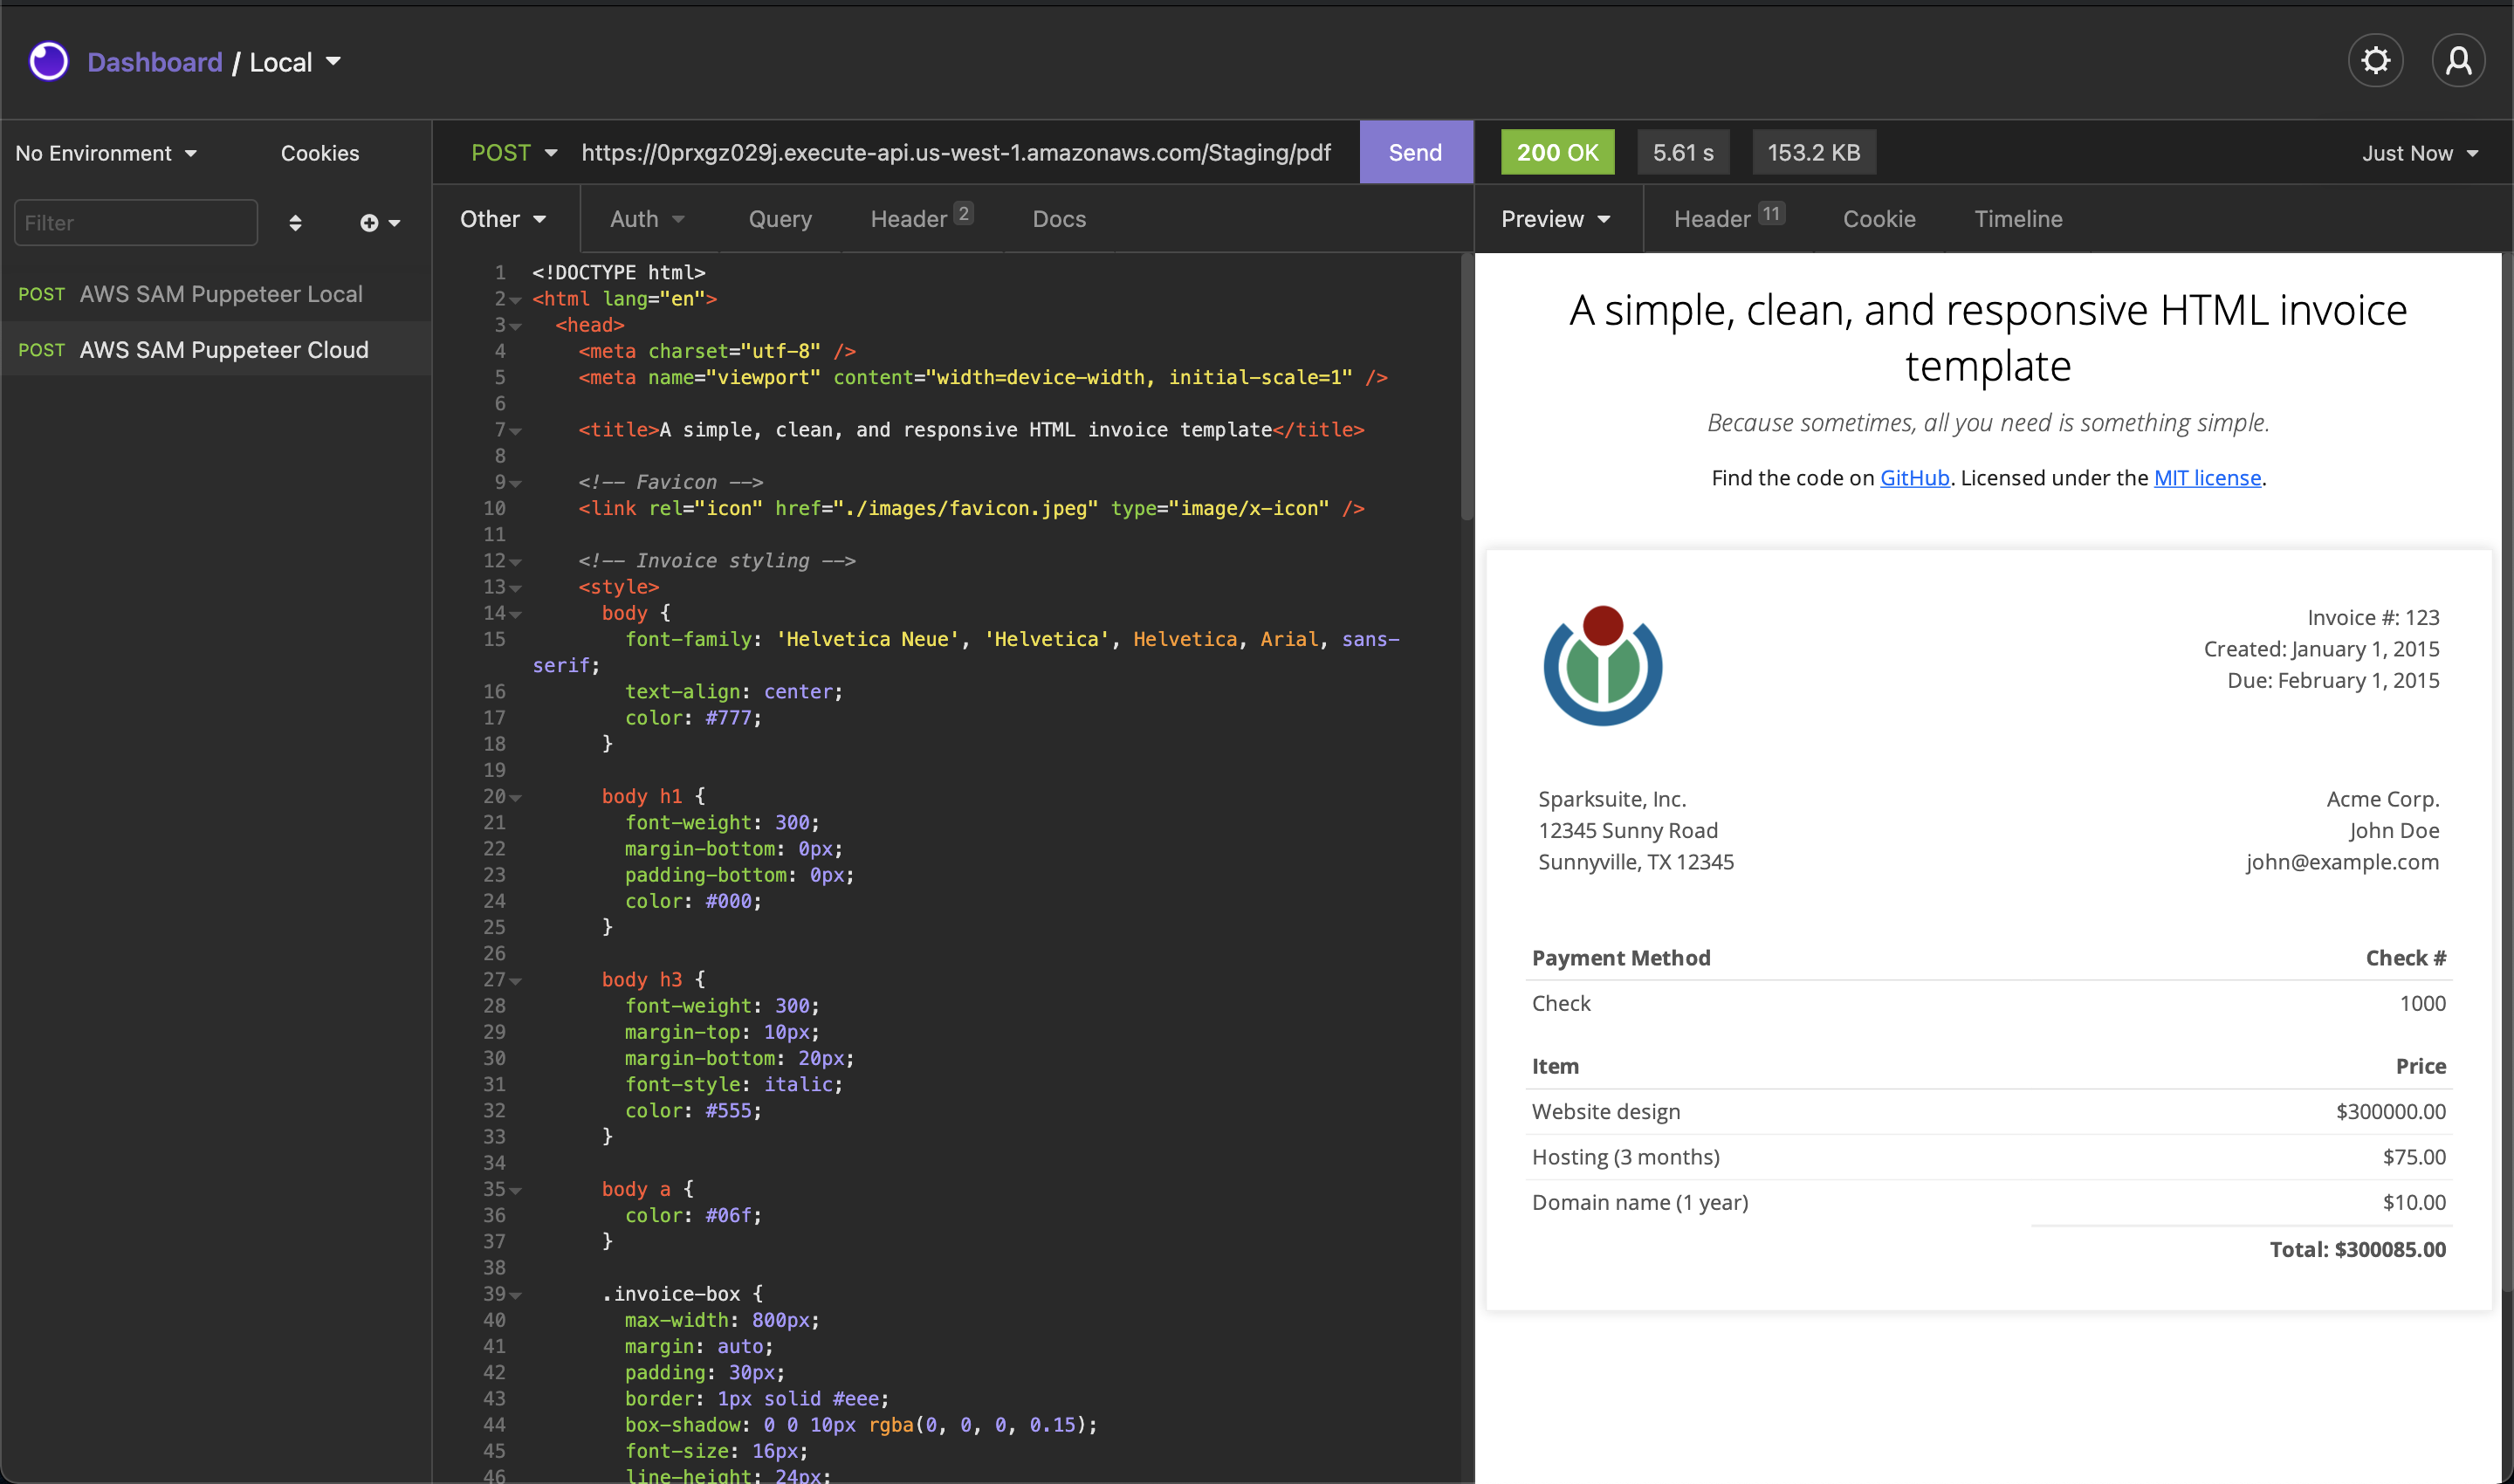 Dashboard / Local
No Environment
Cookies
Filter
POST AWS SAM Puppeteer Local
POST AWS SAM Puppeteer Cloud
POST https://0prxgz029j.execute-api.us-west-1.amazonaws.com/Staging/pdf Send
Other Auth Query Header 2 Docs
1 <!DOCTYPE html>
2 <html lang="en">
3 <head>
4 <meta charset="utf-8" />
5 <meta name="viewport" content="width=device-width, initial-scale=1" />
6
7 <title>A simple, clean, and responsive HTML invoice template</title>
8
9 <!-- Favicon -->
10 <link rel="icon" href="./images/favicon.jpeg" type="image/x-icon" />
11
12 <!-- Invoice styling -->
13 <style>
14 body {
15 font-family: 'Helvetica Neue', 'Helvetica', Helvetica, Arial, sans-
serif;
16 text-align: center;
17 color: #777;
18 }
19
20 body h1 {
21 font-weight: 300;
22 margin-bottom: 0px;
23 padding-bottom: 0px;
24 color: #000;
25 }
26
27 body h3 {
28 font-weight: 300;
29 margin-top: 10px;
30 margin-bottom: 20px;
31 font-style: italic;
32 color: #555;
33 }
34
35 body a {
36 color: #06f;
37 }
38
39 .invoice-box {
40 max-width: 800px;
41 margin: auto;
42 padding: 30px;
43 border: 1px solid #eee;
44 box-shadow: 0 0 10px rgba(0, 0, 0, 0.15);
45 font-size: 16px;
46 line-height: 24px;
200 OK 5.61 s 153.2 KB Just Now
Preview Header 11 Cookie Timeline
A simple, clean, and responsive HTML invoice
template
Because sometimes, all you need is something simple.
Find the code on GitHub. Licensed under the MIT license.
Invoice #: 123
Created: January 1, 2015
Due: February 1, 2015
Sparksuite, Inc.
12345 Sunny Road
Sunnyville, TX 12345
Acme Corp.
John Doe
john@example.com
Payment Method Check #
Check 1000
Item Price
Website design $300000.00
Hosting (3 months) $75.00
Domain name (1 year) $10.00
Total: $300085.00